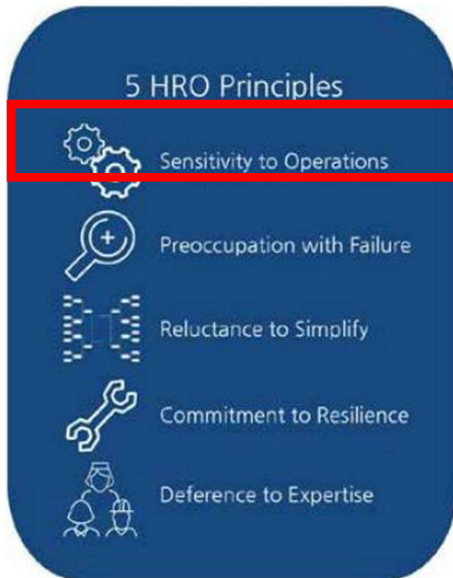 5 HRO Principles
Sensitivity to Operations
Preoccupation with Failure
Reluctance to Simplify
Commitment to Resilience
Deference to Expertise